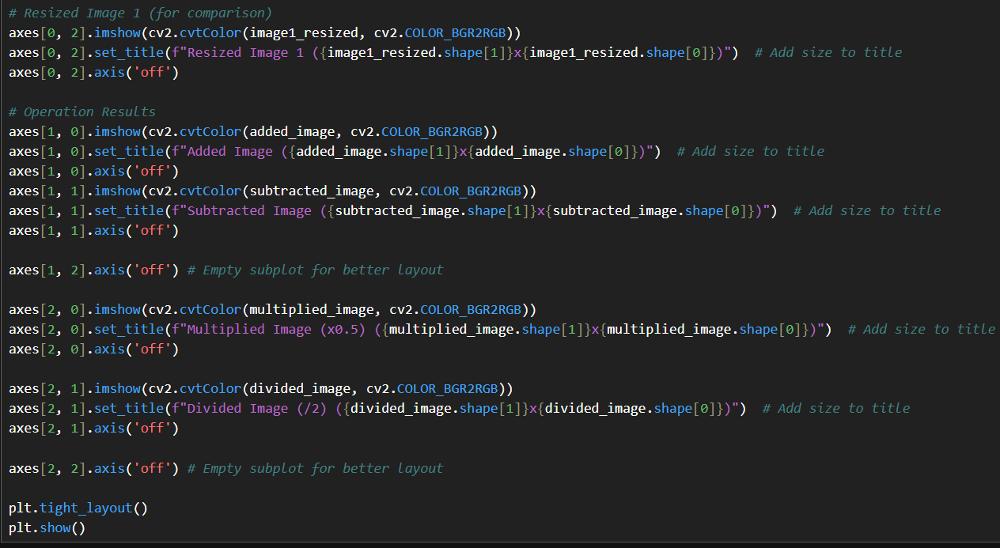 # Resized Image 1 (for comparison)
axes[0, 2].imshow(cv2.cvtColor(image1_resized, cv2.COLOR_BGR2RGB))
axes[0, 2].set_title(f"Resized Image 1 ({image1_resized.shape[1]}x{image1_resized.shape[0]})")  # Add size to title
axes[0, 2].axis('off')
# Operation Results
axes[1, 0].imshow(cv2.cvtColor(added_image, cv2.COLOR_BGR2RGB))
axes[1, 0].set_title(f"Added Image ({added_image.shape[1]}x{added_image.shape[0]})")  # Add size to title
axes[1, 0].axis('off')
axes[1, 1].imshow(cv2.cvtColor(subtracted_image, cv2.COLOR_BGR2RGB))
axes[1, 1].set_title(f"Subtracted Image ({subtracted_image.shape[1]}x{subtracted_image.shape[0]})")  # Add size to title
axes[1, 1].axis('off')
axes[1, 2].axis('off') # Empty subplot for better layout
axes[2, 0].imshow(cv2.cvtColor(multiplied_image, cv2.COLOR_BGR2RGB))
axes[2, 0].set_title(f"Multiplied Image (x0.5) ({multiplied_image.shape[1]}x{multiplied_image.shape[0]})")  # Add size to title
axes[2, 0].axis('off')
axes[2, 1].imshow(cv2.cvtColor(divided_image, cv2.COLOR_BGR2RGB))
axes[2, 1].set_title(f"Divided Image (/2) ({divided_image.shape[1]}x{divided_image.shape[0]})")  # Add size to title
axes[2, 1].axis('off')
axes[2, 2].axis('off') # Empty subplot for better layout
plt.tight_layout()
plt.show()